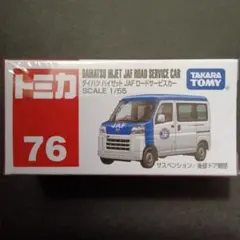 トミカ
DAIHATSU HIJET JAF ROAD SERVICE CAR
ダイハツ ハイゼット JAFロードサービスカー
SCALE 1/55
TAKARA TOMY
76
JAF
サスペンション/後部ドア開閉